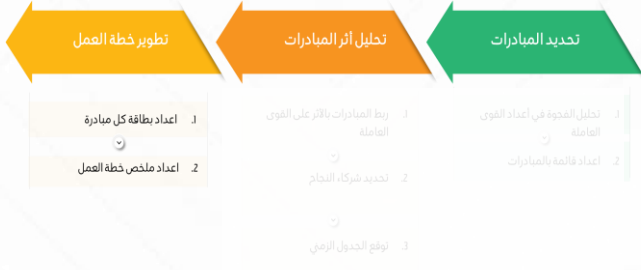 تحديد المبادرات
تحليل أثر المبادرات
تطوير خطة العمل
1. تحليل الفجوة في أعداد القوى
العاملة
2. اعداد قائمة بالمبادرات
1. ربط المبادرات بالأثر على القوى
العاملة
2. تحديد شركاء النجاح
3. توقع الجدول الزمني
1. اعداد بطاقة كل مبادرة
2. اعداد ملخص خطة العمل